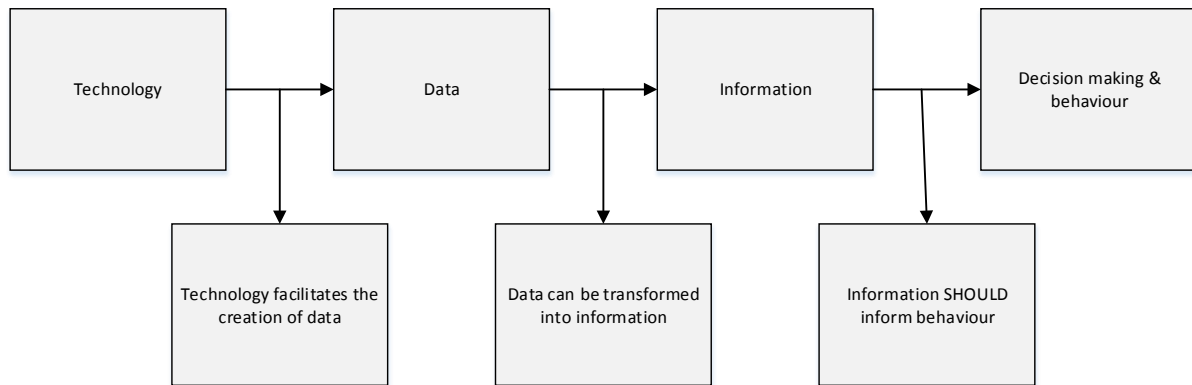 Technology
Data
Information
Decision making &
behaviour
Technology facilitates the
creation of data
Data can be transformed
into information
Information SHOULD
inform behaviour